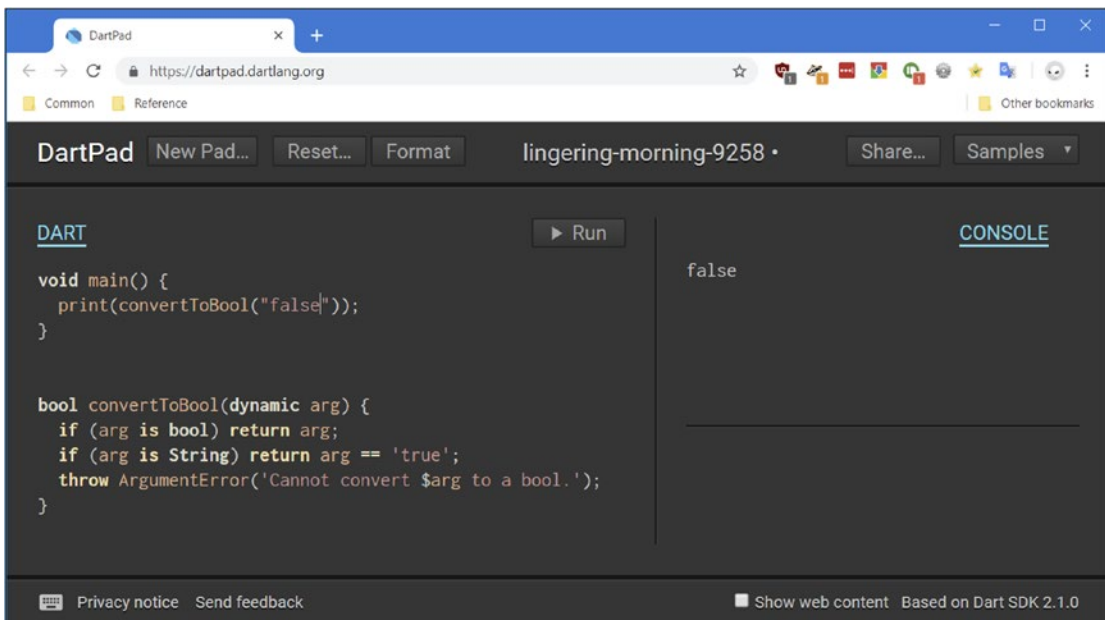 DartPad
https://dartpad.dartlang.org
Common Reference Other bookmarks
DartPad New Pad... Reset... Format lingering-morning-9258 • Share... Samples
DART Run CONSOLE
void main() {
  print(convertToBool("false"));
}
bool convertToBool(dynamic arg) {
  if (arg is bool) return arg;
  if (arg is String) return arg == 'true';
  throw ArgumentError('Cannot convert $arg to a bool.');
}
false
Privacy notice Send feedback Show web content Based on Dart SDK 2.1.0